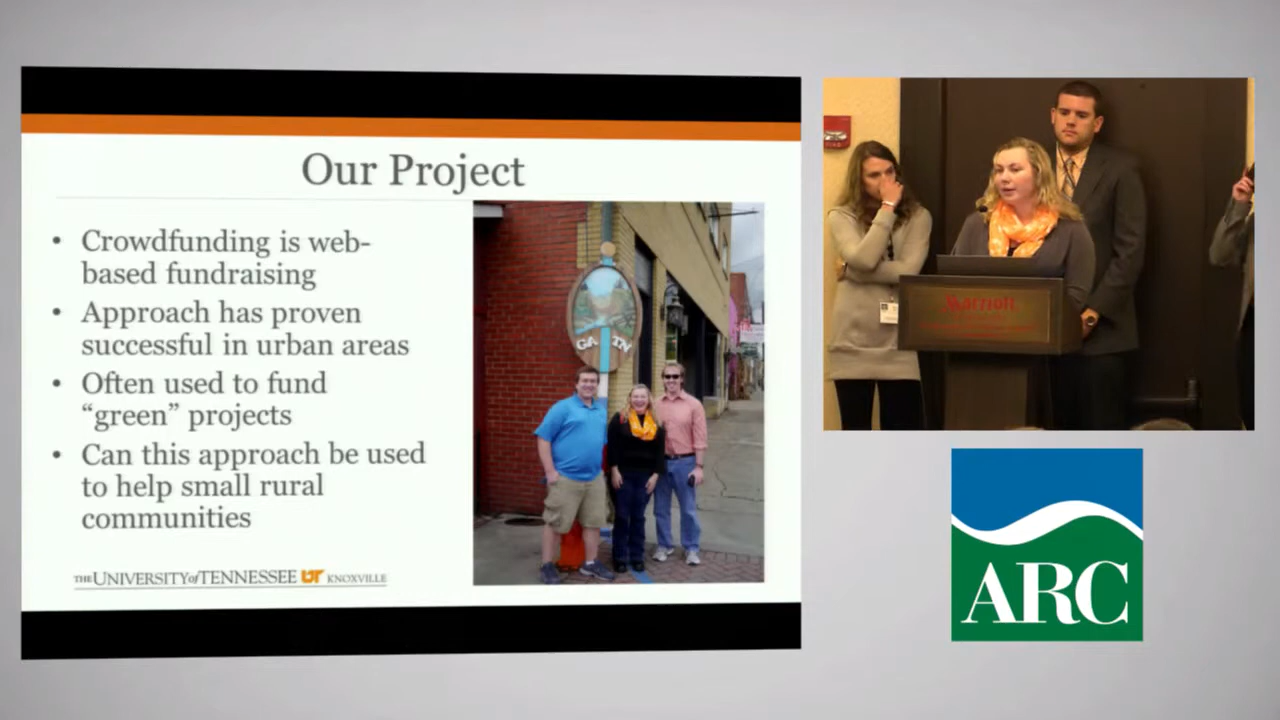 Our Project
• Crowdfunding is web-
based fundraising
• Approach has proven
successful in urban areas
• Often used to fund
“green” projects
• Can this approach be used
to help small rural
communities
THE UNIVERSITY of TENNESSEE UT KNOXVILLE
GA TN
Marriott
ARC